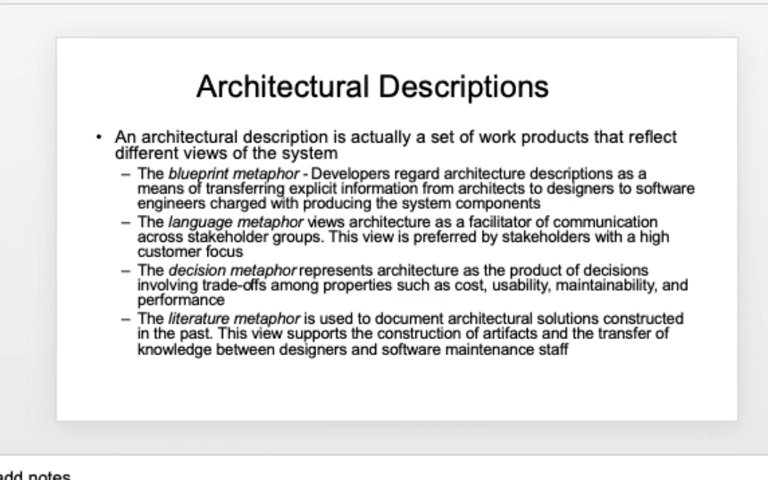 Architectural Descriptions
• An architectural description is actually a set of work products that reflect
different views of the system
– The blueprint metaphor - Developers regard architecture descriptions as a
means of transferring explicit information from architects to designers to software
engineers charged with producing the system components
– The language metaphor views architecture as a facilitator of communication
across stakeholder groups. This view is preferred by stakeholders with a high
customer focus
– The decision metaphor represents architecture as the product of decisions
involving trade-offs among properties such as cost, usability, maintainability, and
performance
– The literature metaphor is used to document architectural solutions constructed
in the past. This view supports the construction of artifacts and the transfer of
knowledge between designers and software maintenance staff
add notes